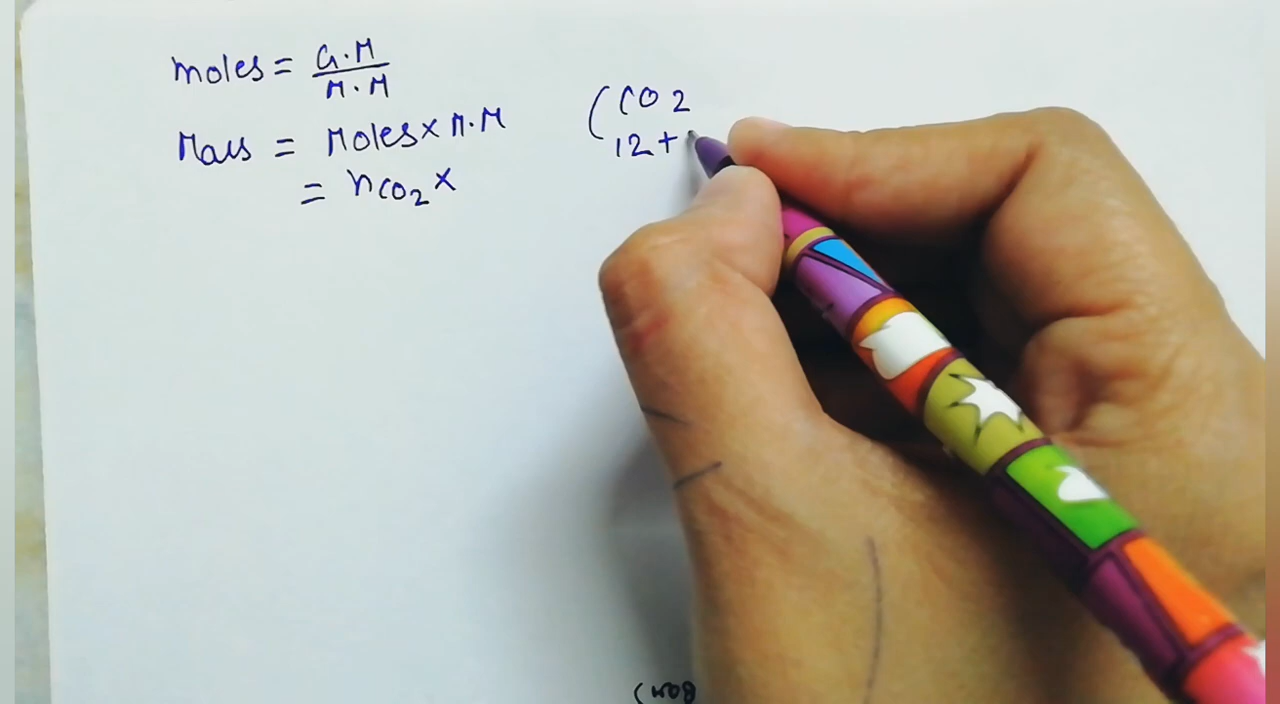 moles = G.M / M.M
Mass = Moles × M.M
= nCO2 ×
(CO2
12 +